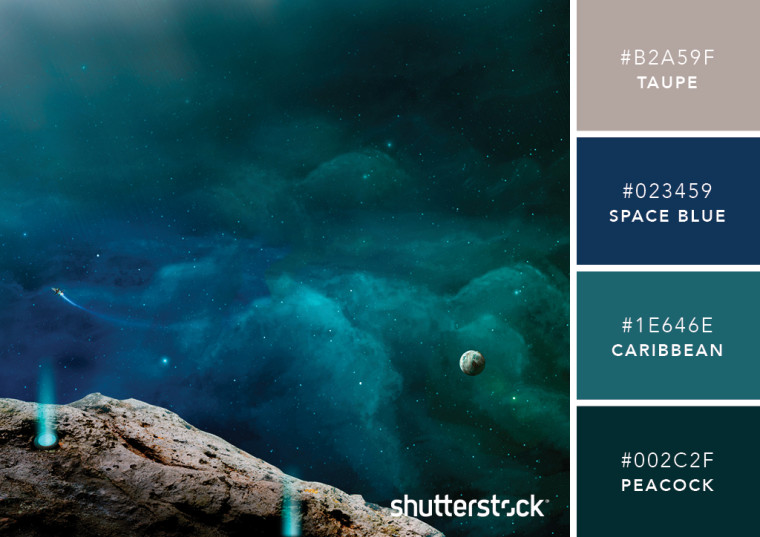 #B2A59F
TAUPE
#023459
SPACE BLUE
#1E646E
CARIBBEAN
#002C2F
PEACOCK
shutterstock